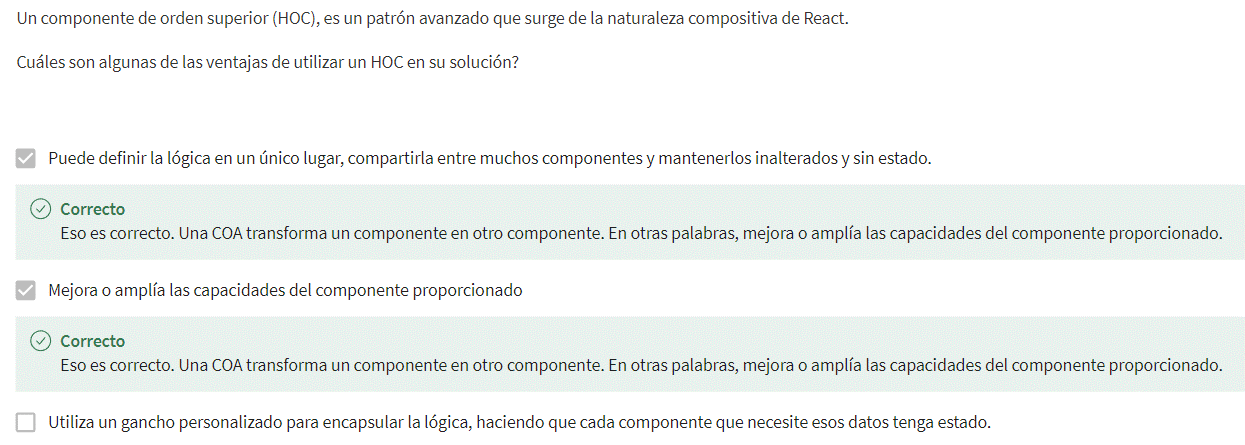 Un componente de orden superior (HOC), es un patrón avanzado que surge de la naturaleza compositiva de React.
Cuáles son algunas de las ventajas de utilizar un HOC en su solución?
Puede definir la lógica en un único lugar, compartirla entre muchos componentes y mantenerlos inalterados y sin estado.
Correcto
Eso es correcto. Una COA transforma un componente en otro componente. En otras palabras, mejora o amplía las capacidades del componente proporcionado.
Mejora o amplía las capacidades del componente proporcionado
Correcto
Eso es correcto. Una COA transforma un componente en otro componente. En otras palabras, mejora o amplía las capacidades del componente proporcionado.
Utiliza un gancho personalizado para encapsular la lógica, haciendo que cada componente que necesite esos datos tenga estado.